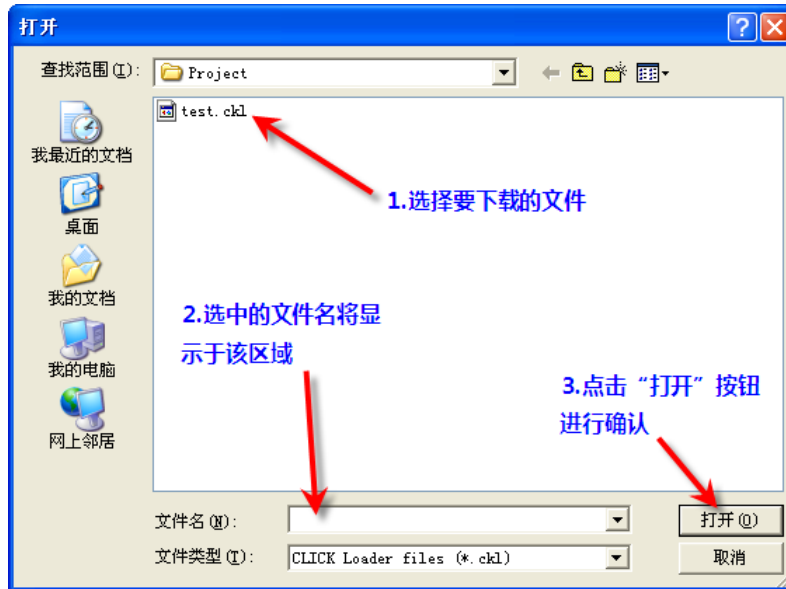 打开
查找范围(I):
Project
test.ckl
我最近的文档
1.选择要下载的文件
桌面
我的文档
2.选中的文件名将显
示于该区域
我的电脑
3.点击“打开”按钮
进行确认
网上邻居
文件名(N):
打开(O)
文件类型(T):
CLICK Loader files (*.ckl)
取消